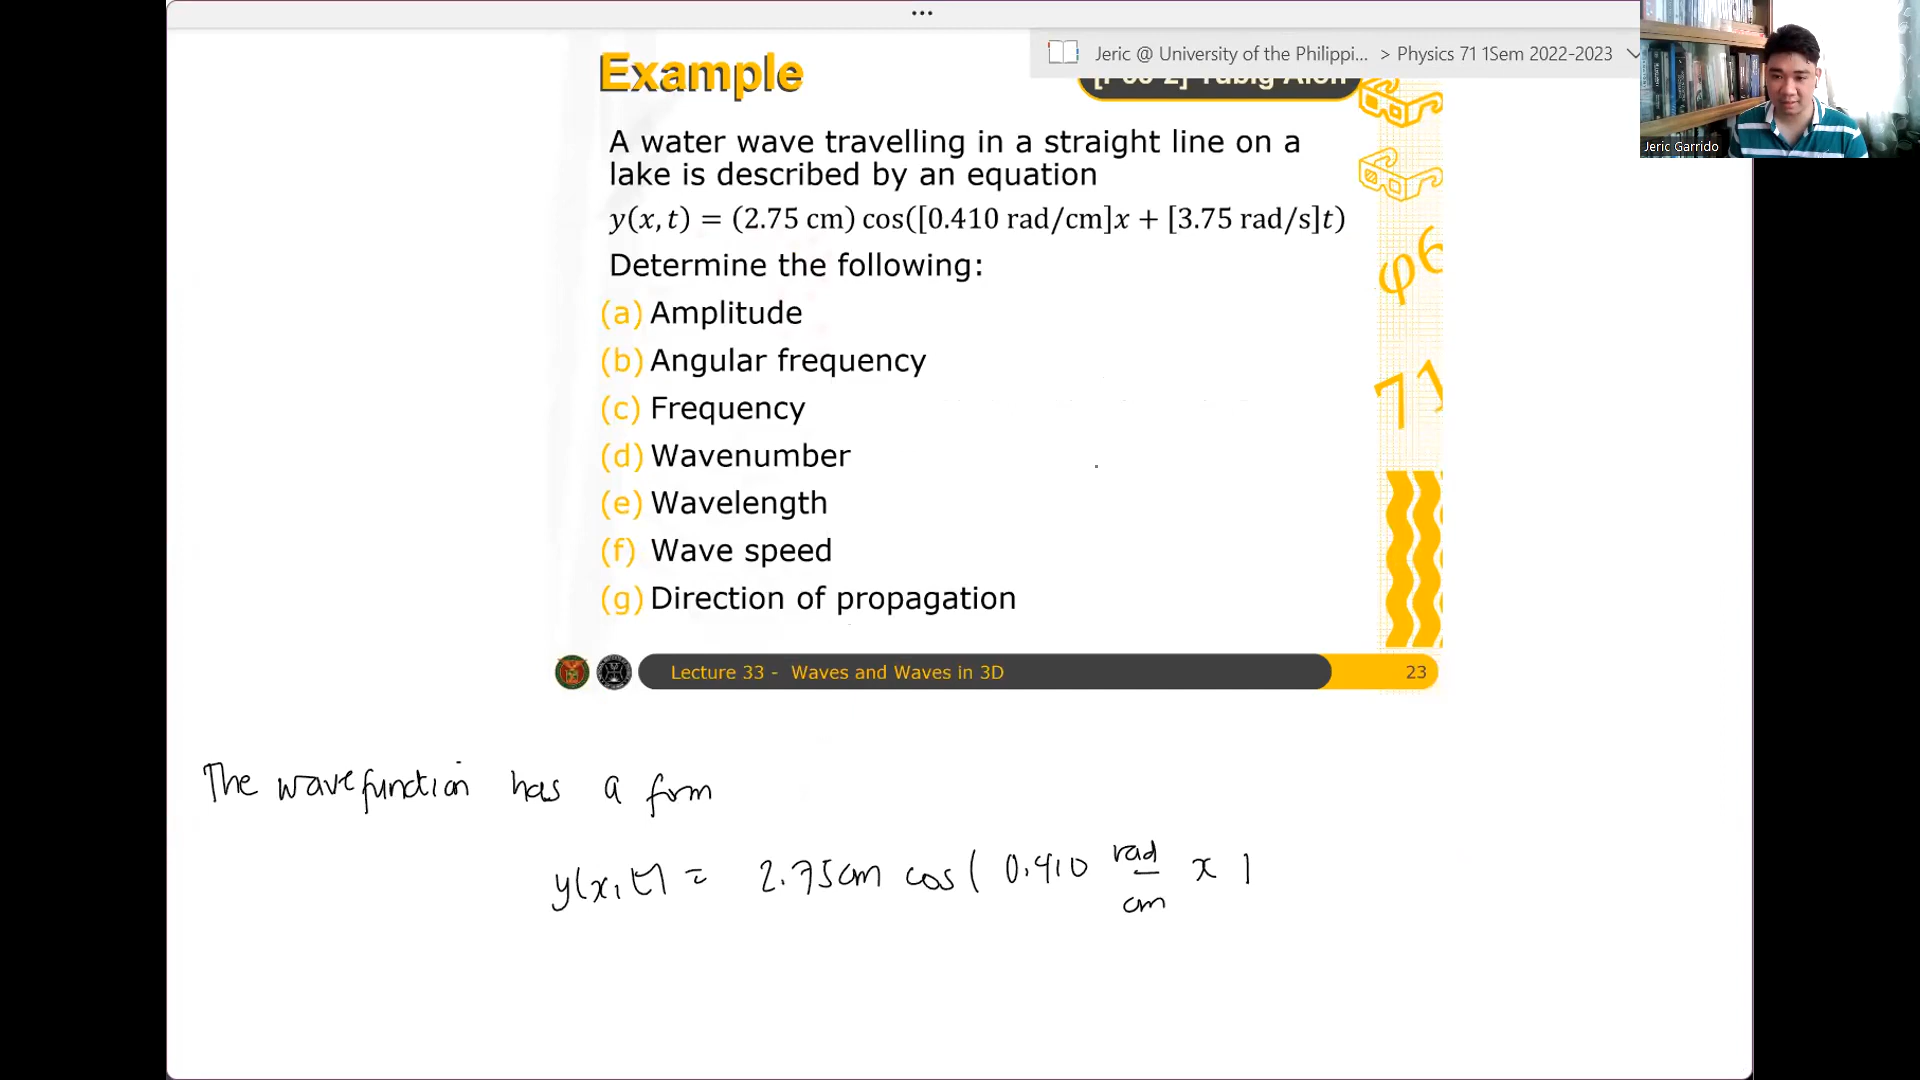 ...
Jeric @ University of the Philippi... > Physics 71 1Sem 2022-2023
Jeric Garrido
Example
A water wave travelling in a straight line on a
lake is described by an equation
y(x, t) = (2.75 cm) cos([0.410 rad/cm]x + [3.75 rad/s]t)
Determine the following:
(a) Amplitude
(b) Angular frequency
(c) Frequency
(d) Wavenumber
(e) Wavelength
(f) Wave speed
(g) Direction of propagation
φ6
71
Lecture 33 - Waves and Waves in 3D
23
The wavefunction has a form
y(x,t) = 2.75cm cos( 0.410 rad/cm x